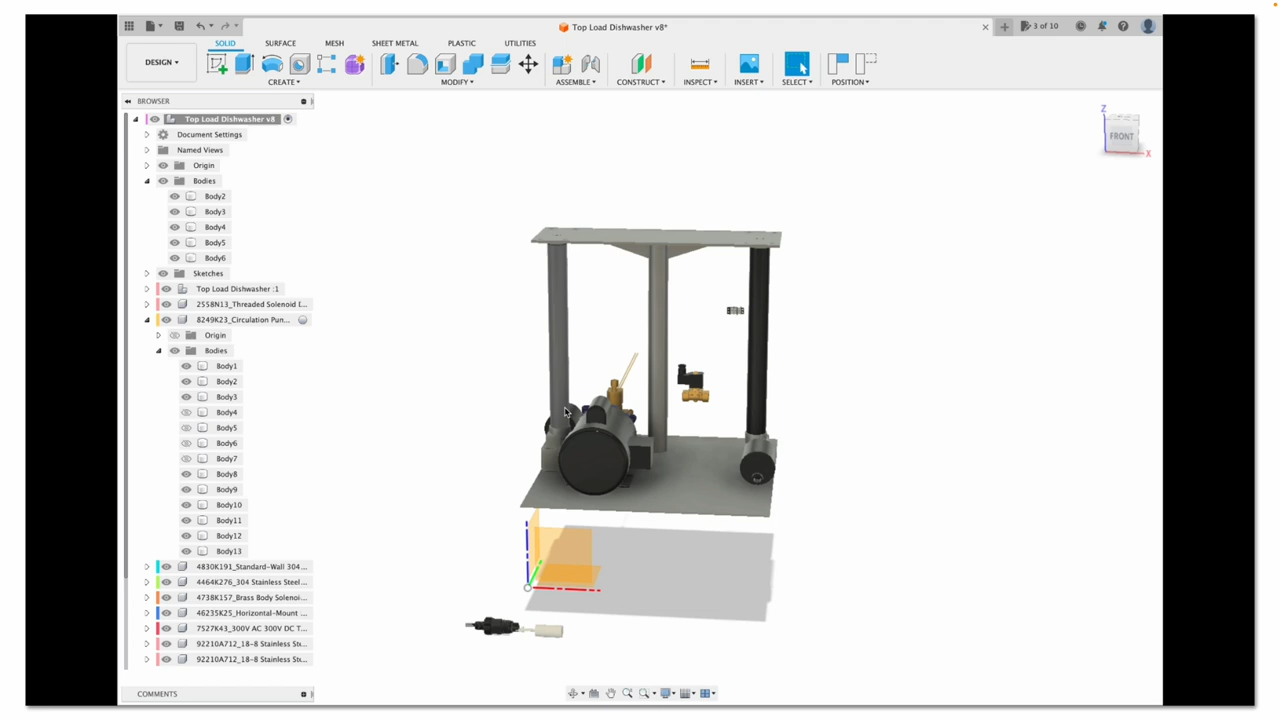 Top Load Dishwasher v8*
3 of 10
DESIGN
SOLID
SURFACE
MESH
SHEET METAL
PLASTIC
UTILITIES
CREATE
MODIFY
ASSEMBLE
CONSTRUCT
INSPECT
INSERT
SELECT
POSITION
BROWSER
Top Load Dishwasher v8
Document Settings
Named Views
Origin
Bodies
Body2
Body3
Body4
Body5
Body6
Sketches
Top Load Dishwasher :1
2558N13_Threaded Solenoid (...
8249K23_Circulation Pun...
Origin
Bodies
Body1
Body2
Body3
Body4
Body5
Body6
Body7
Body8
Body9
Body10
Body11
Body12
Body13
4830K191_Standard-Wall 304...
4464K276_304 Stainless Steel...
4738K157_Brass Body Solenoi...
46235K25_Horizontal-Mount ...
7527K43_300V AC 300V DC T...
92210A712_18-8 Stainless Ste...
92210A712_18-8 Stainless Ste...
COMMENTS
Z
FRONT
X